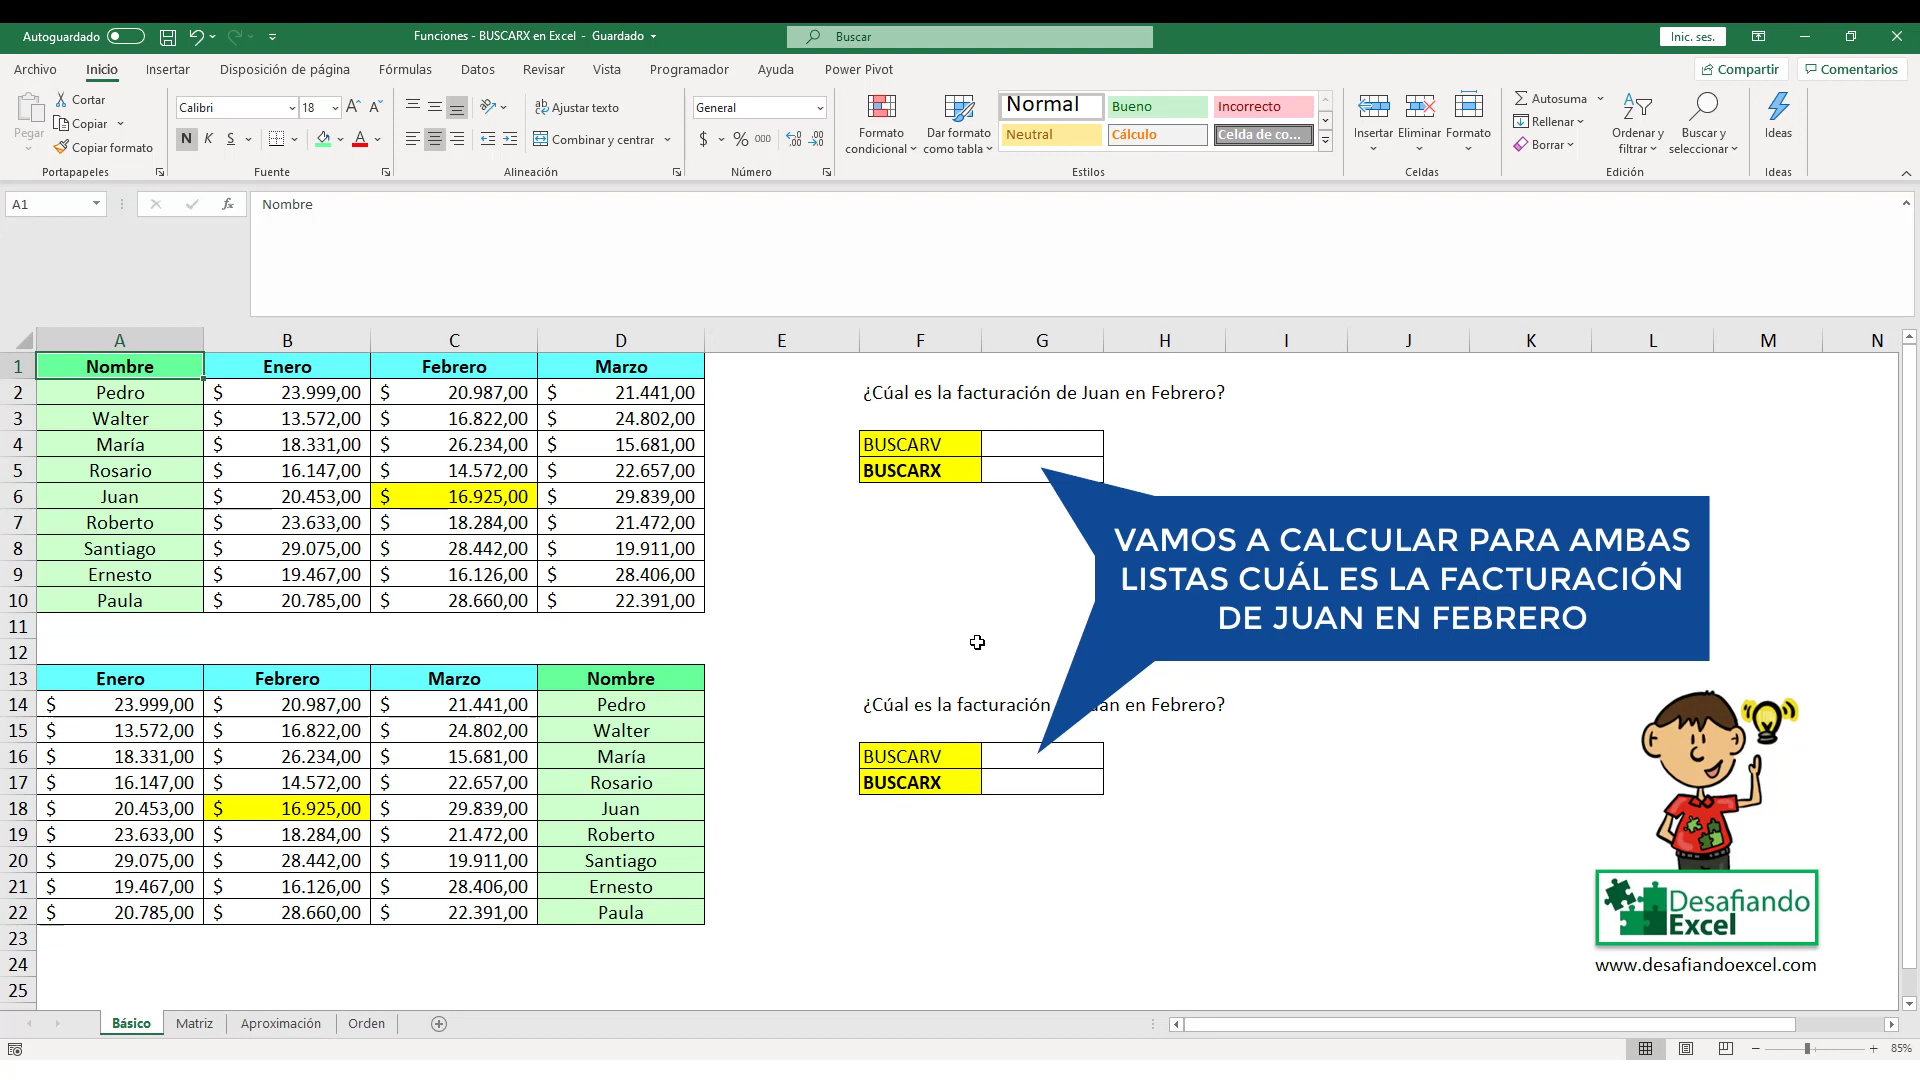 Autoguardado
Funciones - BUSCARX en Excel - Guardado
Buscar
Inic. ses.
Archivo Inicio Insertar Disposición de página Fórmulas Datos Revisar Vista Programador Ayuda Power Pivot Compartir Comentarios
Pegar
Cortar
Copiar
Copiar formato
Portapapeles
Calibri 18
N K S
Fuente
Ajustar texto
Combinar y centrar
Alineación
General
$ % 000
Número
Formato condicional
Dar formato como tabla
Normal Bueno Incorrecto
Neutral Cálculo Celda de co...
Estilos
Insertar Eliminar Formato
Celdas
Autosuma
Rellenar
Borrar
Ordenar y filtrar
Buscar y seleccionar
Edición
Ideas
Ideas
A1 fx Nombre
A B C D E F G H I J K L M N
1 Nombre Enero Febrero Marzo
2 Pedro $ 23.999,00 $ 20.987,00 $ 21.441,00 ¿Cúal es la facturación de Juan en Febrero?
3 Walter $ 13.572,00 $ 16.822,00 $ 24.802,00
4 María $ 18.331,00 $ 26.234,00 $ 15.681,00 BUSCARV
5 Rosario $ 16.147,00 $ 14.572,00 $ 22.657,00 BUSCARX
6 Juan $ 20.453,00 $ 16.925,00 $ 29.839,00
7 Roberto $ 23.633,00 $ 18.284,00 $ 21.472,00
8 Santiago $ 29.075,00 $ 28.442,00 $ 19.911,00
9 Ernesto $ 19.467,00 $ 16.126,00 $ 28.406,00
10 Paula $ 20.785,00 $ 28.660,00 $ 22.391,00
VAMOS A CALCULAR PARA AMBAS
LISTAS CUÁL ES LA FACTURACIÓN
DE JUAN EN FEBRERO
11
12
13 Enero Febrero Marzo Nombre
14 $ 23.999,00 $ 20.987,00 $ 21.441,00 Pedro ¿Cúal es la facturación uan en Febrero?
15 $ 13.572,00 $ 16.822,00 $ 24.802,00 Walter
16 $ 18.331,00 $ 26.234,00 $ 15.681,00 María BUSCARV
17 $ 16.147,00 $ 14.572,00 $ 22.657,00 Rosario BUSCARX
18 $ 20.453,00 $ 16.925,00 $ 29.839,00 Juan
19 $ 23.633,00 $ 18.284,00 $ 21.472,00 Roberto
20 $ 29.075,00 $ 28.442,00 $ 19.911,00 Santiago
21 $ 19.467,00 $ 16.126,00 $ 28.406,00 Ernesto
22 $ 20.785,00 $ 28.660,00 $ 22.391,00 Paula
23
24
25
Desafiando
Excel
www.desafiandoexcel.com
Básico Matriz Aproximación Orden
85%